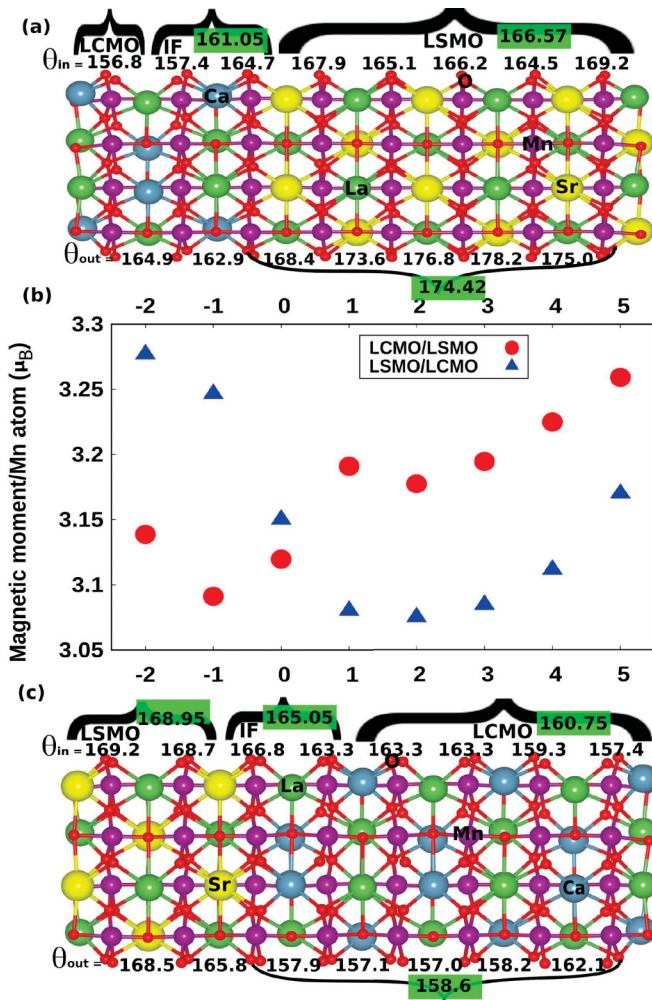 (a)
LCMO IF 161.05 LSMO 166.57
θin = 156.8 157.4 164.7 167.9 165.1 166.2 164.5 169.2
O
Ca
Mn
La Sr
θout = 164.9 162.9 168.4 173.6 176.8 178.2 175.0
174.42
(b)
-2 -1 0 1 2 3 4 5
3.3
3.25
3.2
3.15
3.1
3.05
Magnetic moment/Mn atom (μB)
LCMO/LSMO
LSMO/LCMO
-2 -1 0 1 2 3 4 5
(c)
LSMO 168.95 IF 165.05 LCMO 160.75
θin = 169.2 168.7 166.8 163.3 163.3 163.3 159.3 157.4
O
La
Mn
Sr Ca
θout = 168.5 165.8 157.9 157.1 157.0 158.2 162.1
158.6